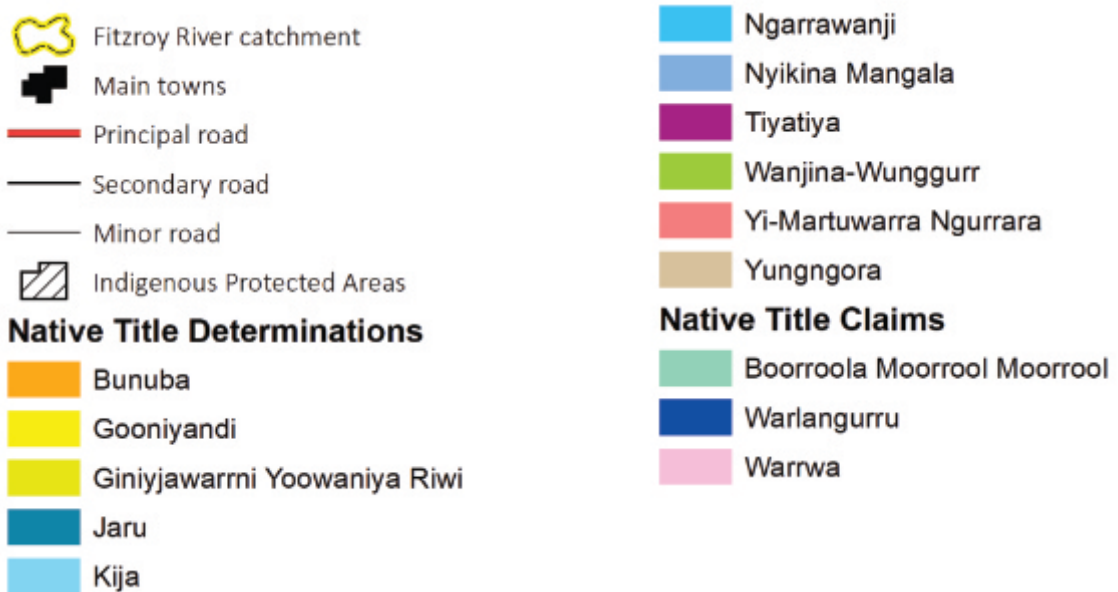 Fitzroy River catchment
Main towns
Principal road
Secondary road
Minor road
Indigenous Protected Areas
Native Title Determinations
Bunuba
Gooniyandi
Giniyjawarrni Yoowaniya Riwi
Jaru
Kija
Ngarrawanji
Nyikina Mangala
Tiyatiya
Wanjina-Wunggurr
Yi-Martuwarra Ngurrara
Yungngora
Native Title Claims
Boorroola Moorrool Moorrool
Warlangurru
Warrwa